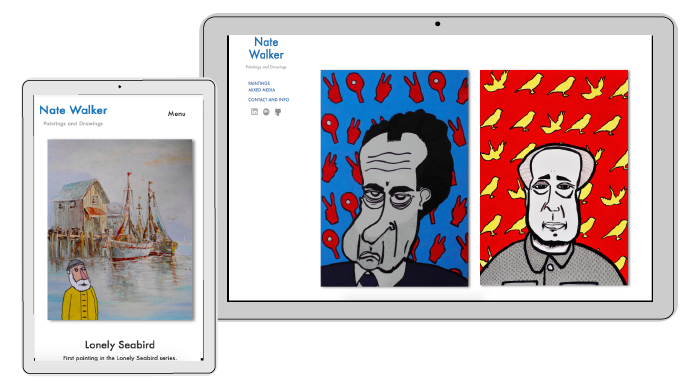 Nate Walker
Menu
Paintings and Drawings
Lonely Seabird
First painting in the Lonely Seabird series.
Nate
Walker
Paintings and Drawings
PAINTINGS
MIXED MEDIA
CONTACT AND INFO